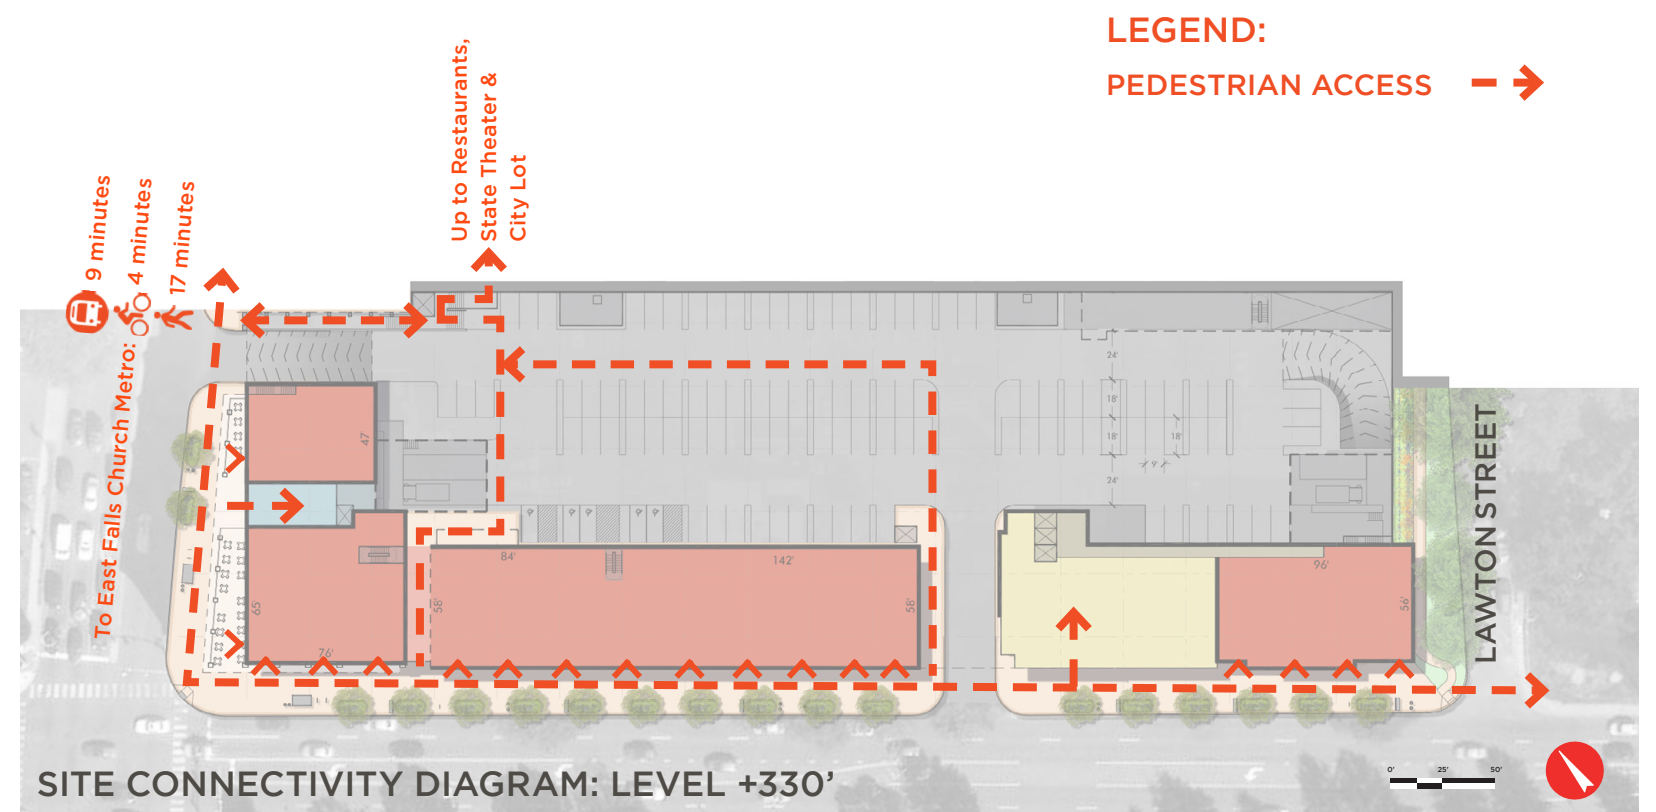 LEGEND:
PEDESTRIAN ACCESS
Up to Restaurants,
State Theater &
City Lot
9 minutes
4 minutes
17 minutes
To East Falls Church Metro:
24'
18'
18'
18'
9'
24'
47
65'
76'
84'
142'
58'
58'
96'
56'
LAWTON STREET
SITE CONNECTIVITY DIAGRAM: LEVEL +330’
0'
25'
50'